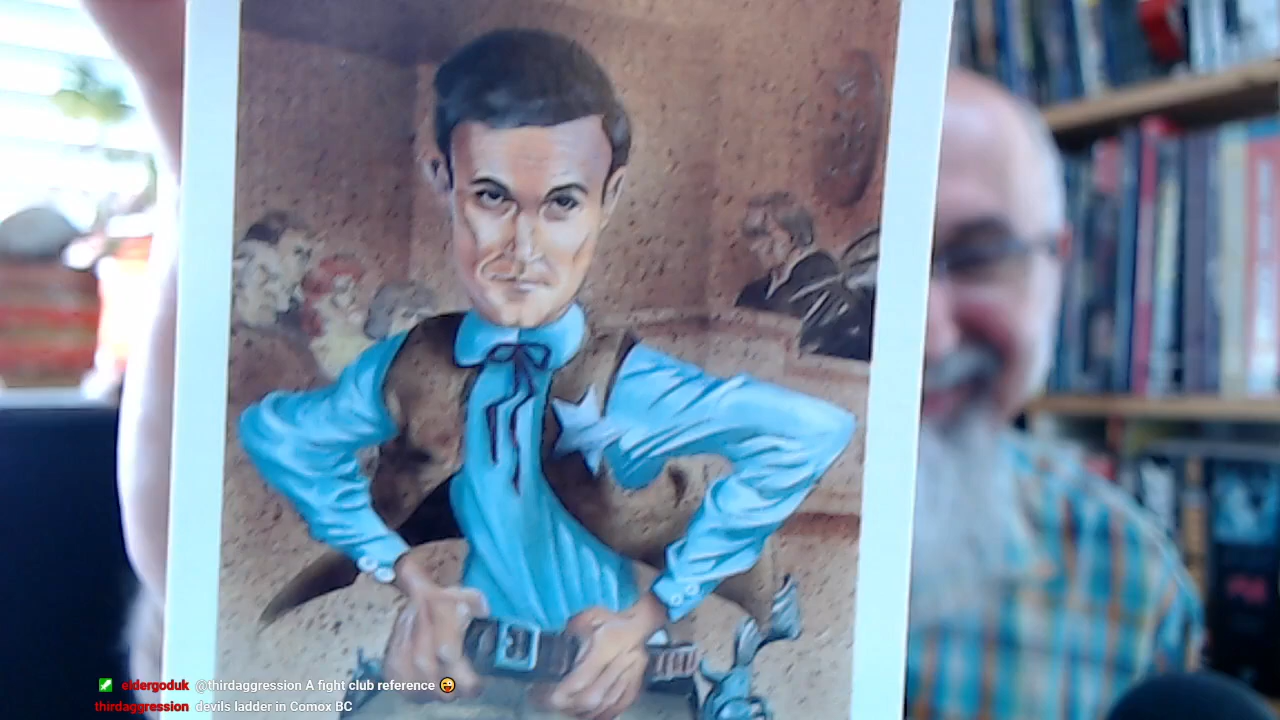 eldergoduk @thirdaggression A fight club reference 😜
thirdaggression devils ladder in Comox BC